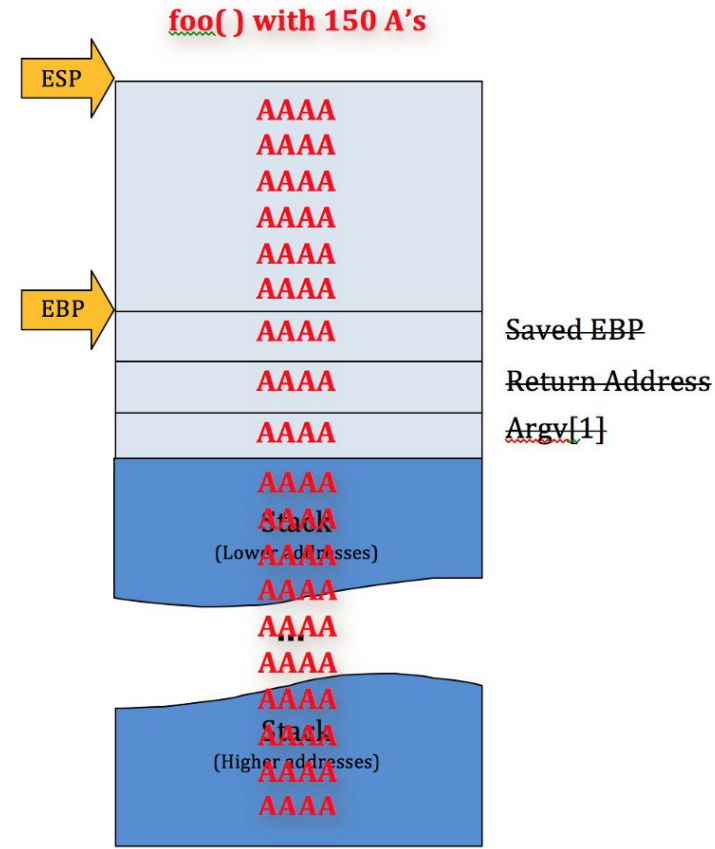 foo( ) with 150 A’s
ESP
AAAA
AAAA
AAAA
AAAA
AAAA
AAAA
EBP
AAAA Saved EBP
AAAA Return Address
AAAA Argv[1]
AAAA
Stack
AAAA
(Lower addresses)
AAAA
AAAA
AAAA
...
AAAA
AAAA
Stack
AAAA
(Higher addresses)
AAAA
AAAA